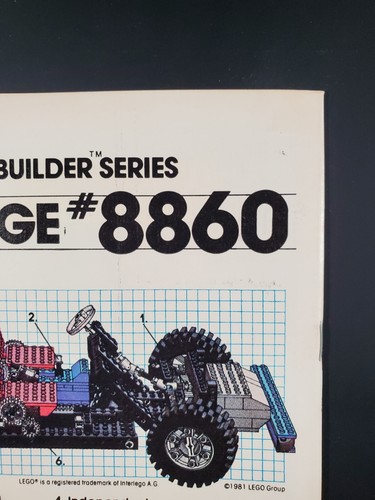 BUILDER™ SERIES
GE #8860
2.
1.
6.
LEGO® is a registered trademark of Interlego A.G.
©1981 LEGO Group